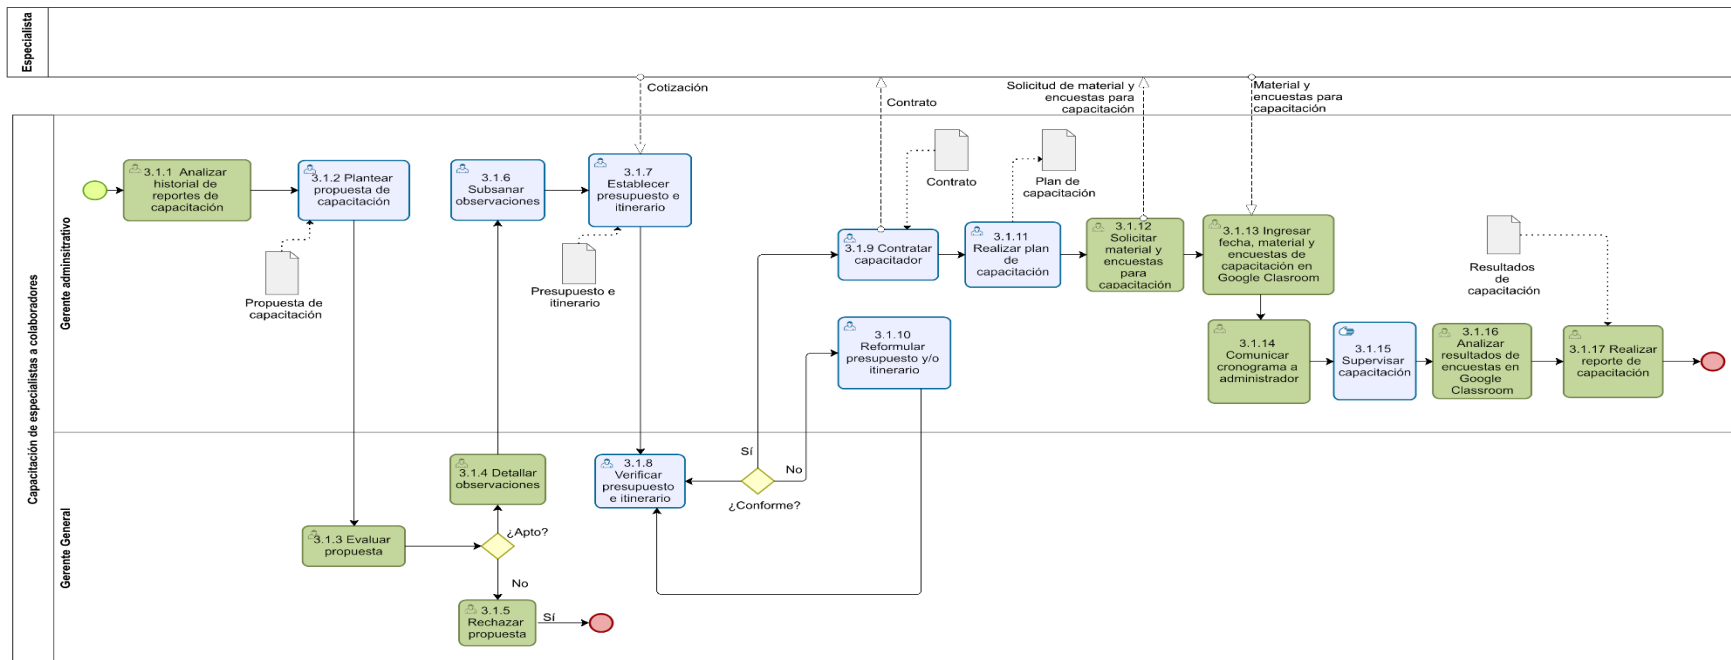 Especialista
Cotización
Contrato
Solicitud de material y
encuestas para
capacitación
Material y
encuestas para
capacitación
Capacitación de especialistas a colaboradores
Gerente adminsitrativo
3.1.1 Analizar
historial de
reportes de
capacitación
3.1.2 Plantear
propuesta de
capacitación
Propuesta de
capacitación
3.1.6
Subsanar
observaciones
3.1.7
Establecer
presupuesto e
itinerario
Presupuesto e
itinerario
3.1.9 Contratar
capacitador
Contrato
3.1.11
Realizar plan
de
capacitación
Plan de
capacitación
3.1.12
Solicitar
material y
encuestas
para
capacitación
3.1.13 Ingresar
fecha, material y
encuestas de
capacitación en
Google Clasroom
Resultados
de
capacitación
3.1.10
Reformular
presupuesto y/o
itinerario
3.1.14
Comunicar
cronograma a
administrador
3.1.15
Supervisar
capacitación
3.1.16
Analizar
resultados de
encuestas en
Google
Classroom
3.1.17 Realizar
reporte de
capacitación
Gerente General
3.1.3 Evaluar
propuesta
3.1.4 Detallar
observaciones
¿Apto?
No
3.1.5
Rechazar
propuesta
Sí
3.1.8
Verificar
presupuesto
e itinerario
Sí
No
¿Conforme?